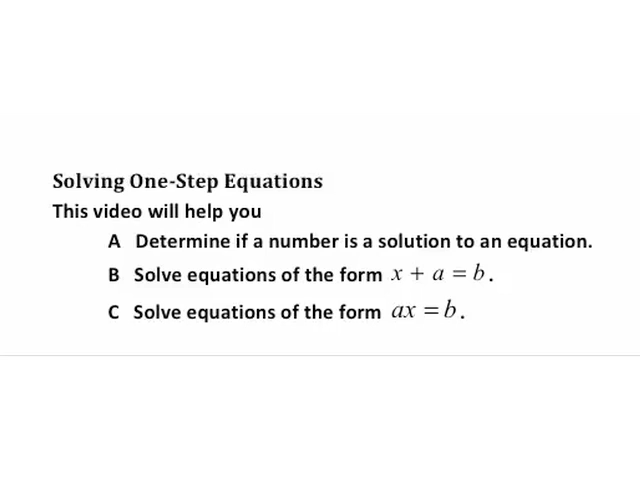 Solving One-Step Equations
This video will help you
A Determine if a number is a solution to an equation.
B Solve equations of the form x + a = b.
C Solve equations of the form ax = b.